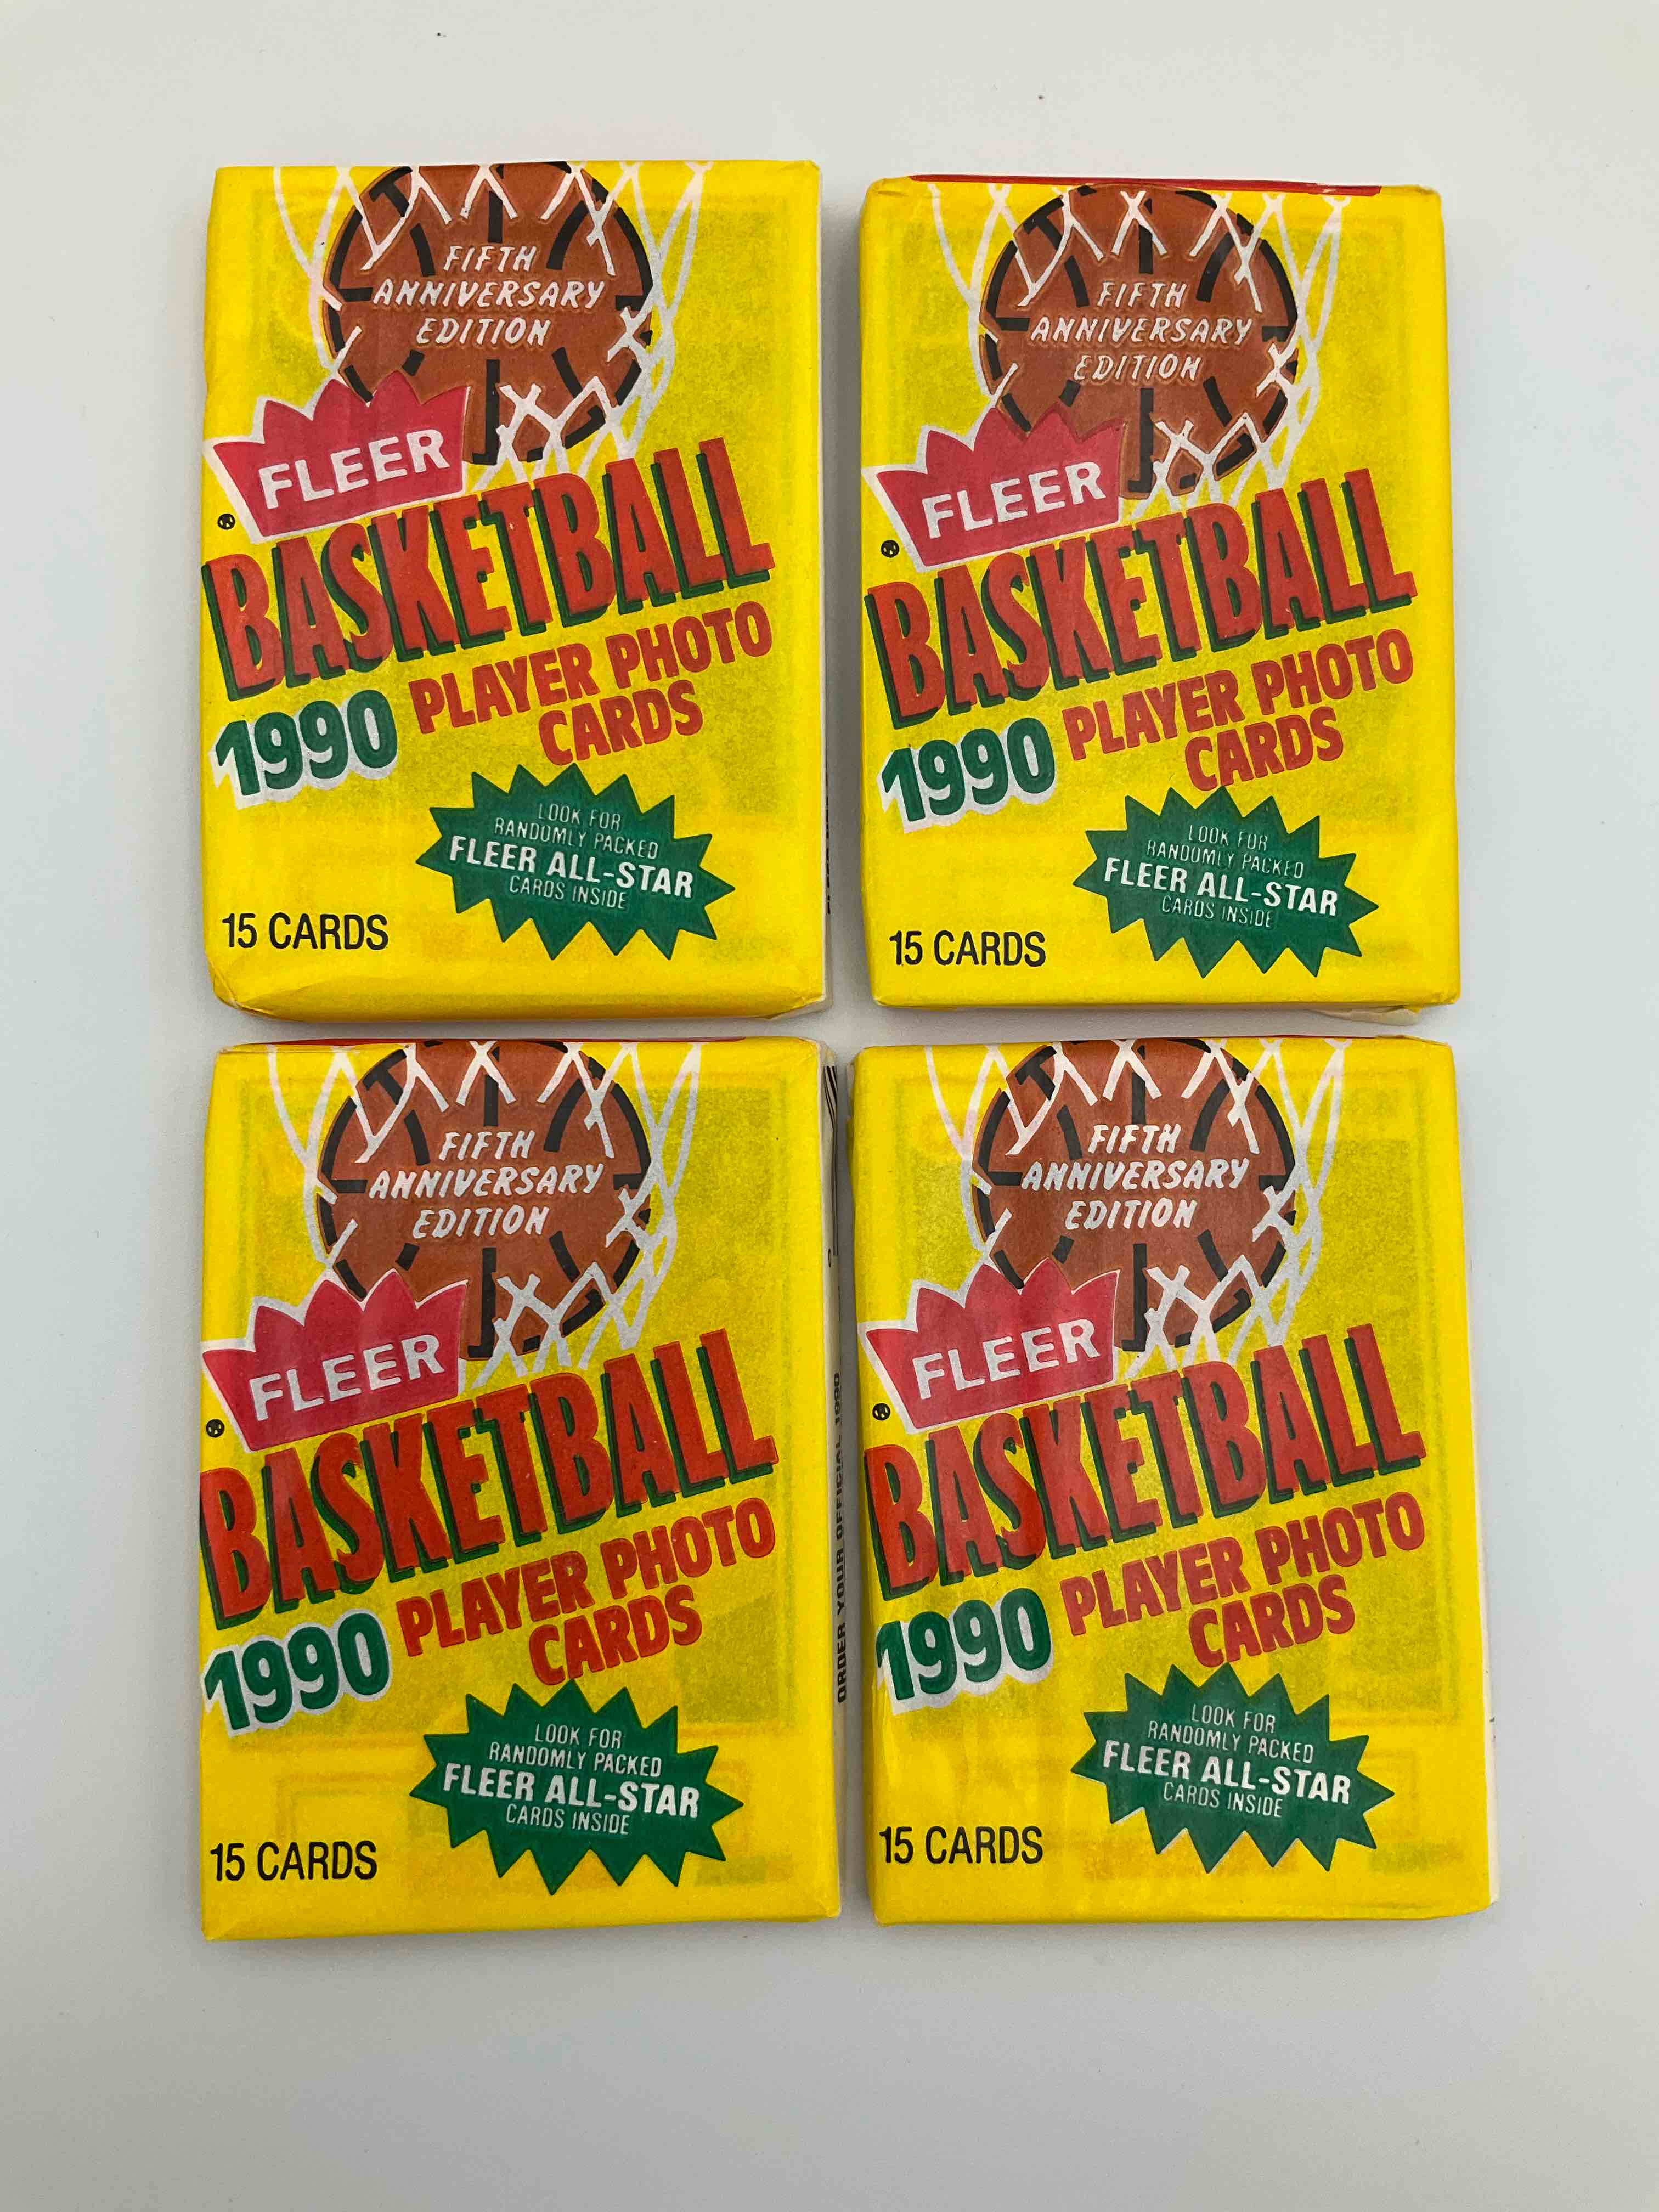 FIFTH
ANNIVERSARY
EDITION
FLEER
®
BASKETBALL
1990 PLAYER PHOTO
CARDS
LOOK FOR
RANDOMLY PACKED
FLEER ALL-STAR
CARDS INSIDE
15 CARDS
FIFTH
ANNIVERSARY
EDITION
FLEER
®
BASKETBALL
1990 PLAYER PHOTO
CARDS
LOOK FOR
RANDOMLY PACKED
FLEER ALL-STAR
CARDS INSIDE
15 CARDS
FIFTH
ANNIVERSARY
EDITION
FLEER
®
BASKETBALL
1990 PLAYER PHOTO
CARDS
LOOK FOR
RANDOMLY PACKED
FLEER ALL-STAR
CARDS INSIDE
15 CARDS
ORDER YOUR OFFICIAL 1990
FIFTH
ANNIVERSARY
EDITION
FLEER
®
BASKETBALL
1990 PLAYER PHOTO
CARDS
LOOK FOR
RANDOMLY PACKED
FLEER ALL-STAR
CARDS INSIDE
15 CARDS